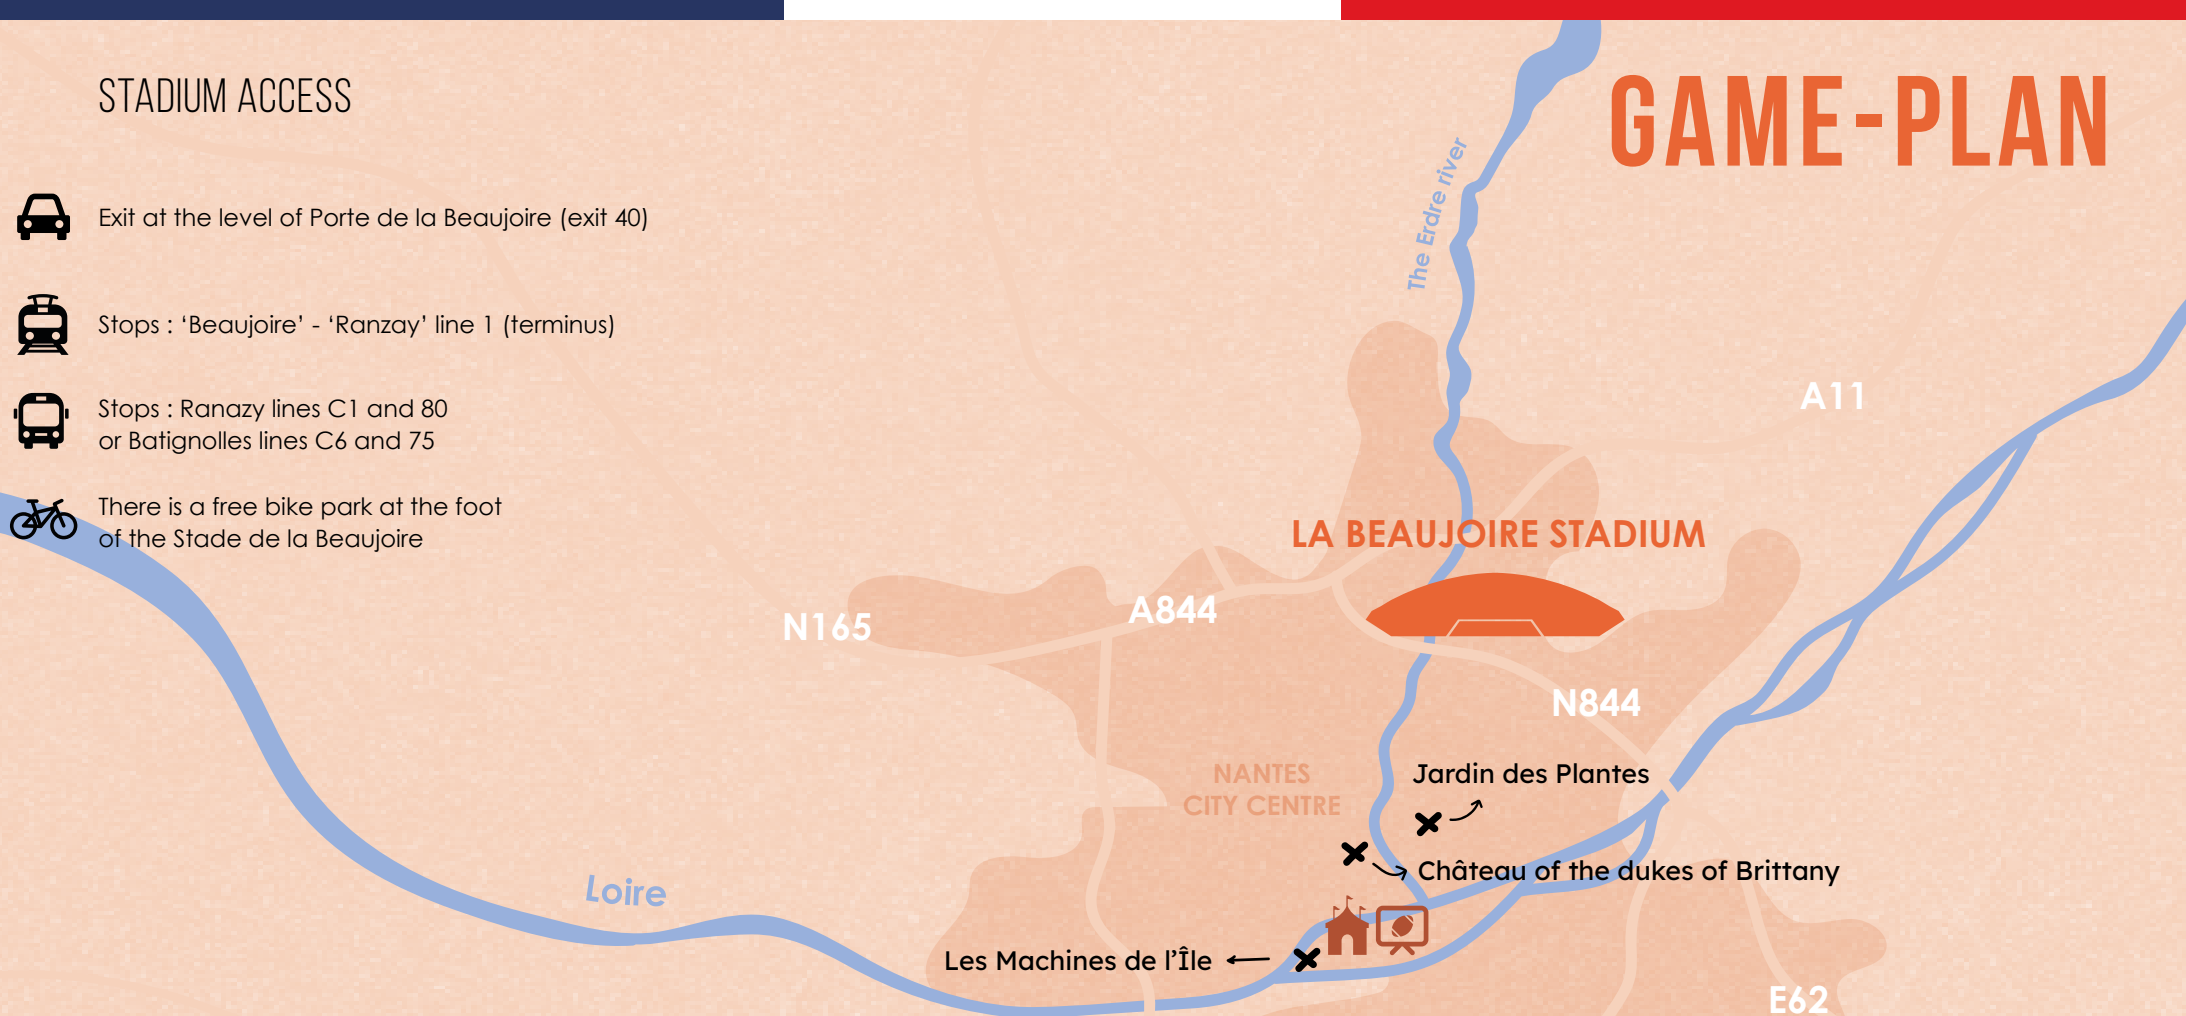 STADIUM ACCESS
GAME-PLAN
Exit at the level of Porte de la Beaujoire (exit 40)
Stops : ‘Beaujoire’ - ‘Ranzay’ line 1 (terminus)
Stops : Ranazy lines C1 and 80
or Batignolles lines C6 and 75
There is a free bike park at the foot
of the Stade de la Beaujoire
The Erdre river
A11
LA BEAUJOIRE STADIUM
N165
A844
N844
NANTES
CITY CENTRE
Jardin des Plantes
Château of the dukes of Brittany
Loire
Les Machines de l’Île
E62